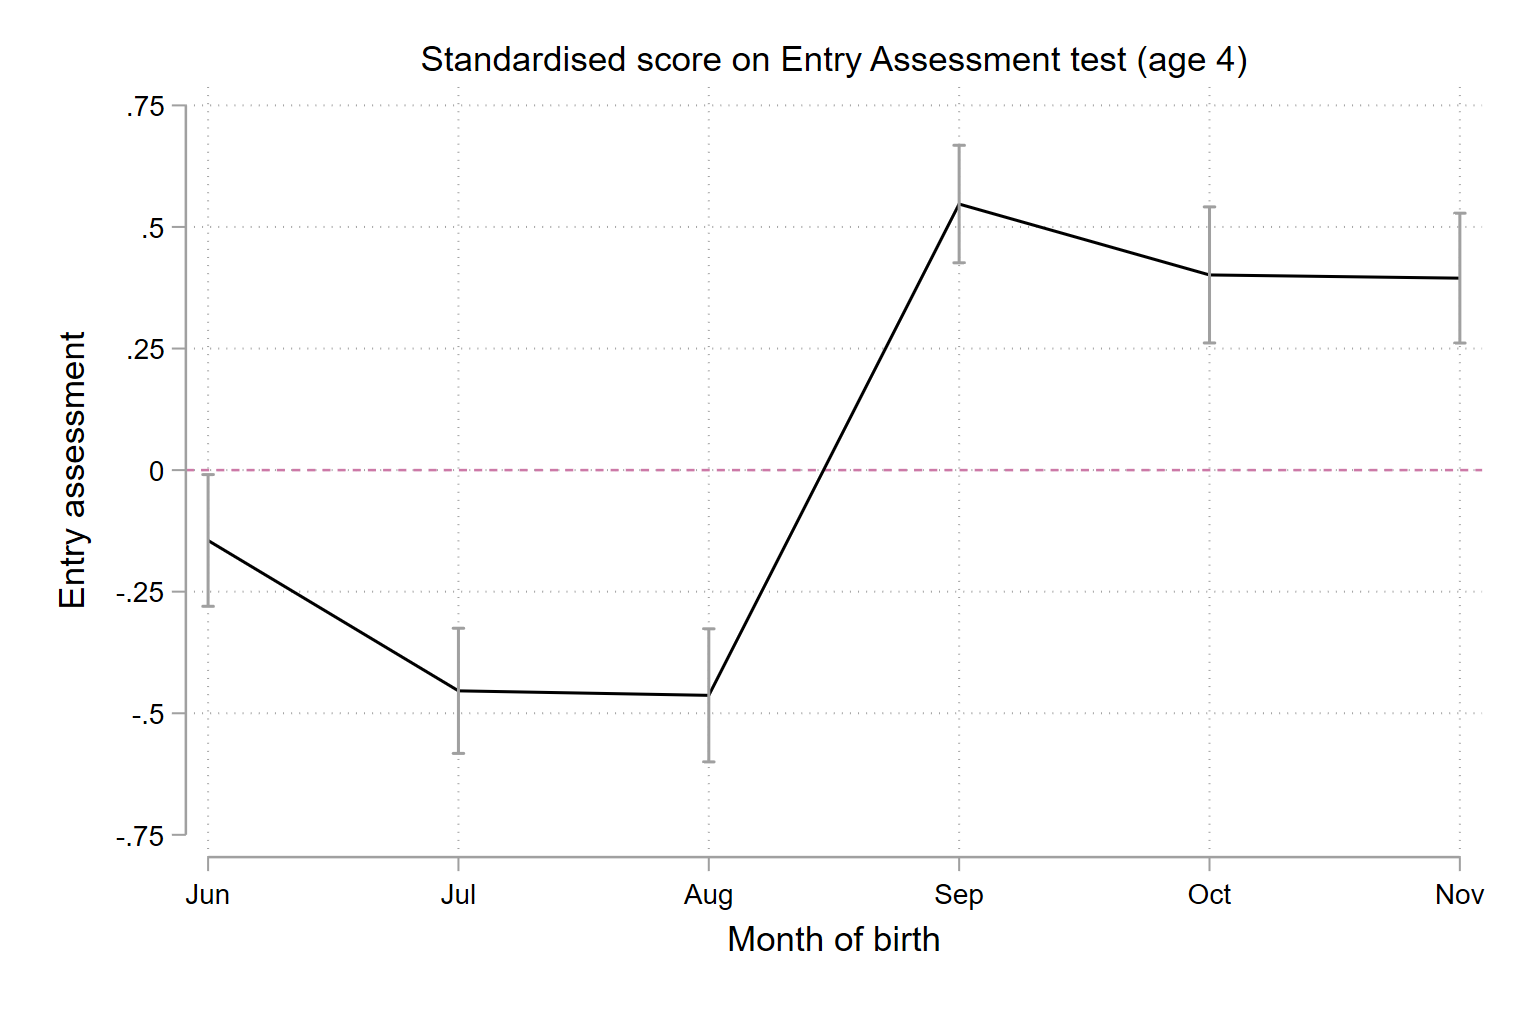 Standardised score on Entry Assessment test (age 4)
.75
.5
.25
0
-.25
-.5
-.75
Entry assessment
Jun Jul Aug Sep Oct Nov
Month of birth